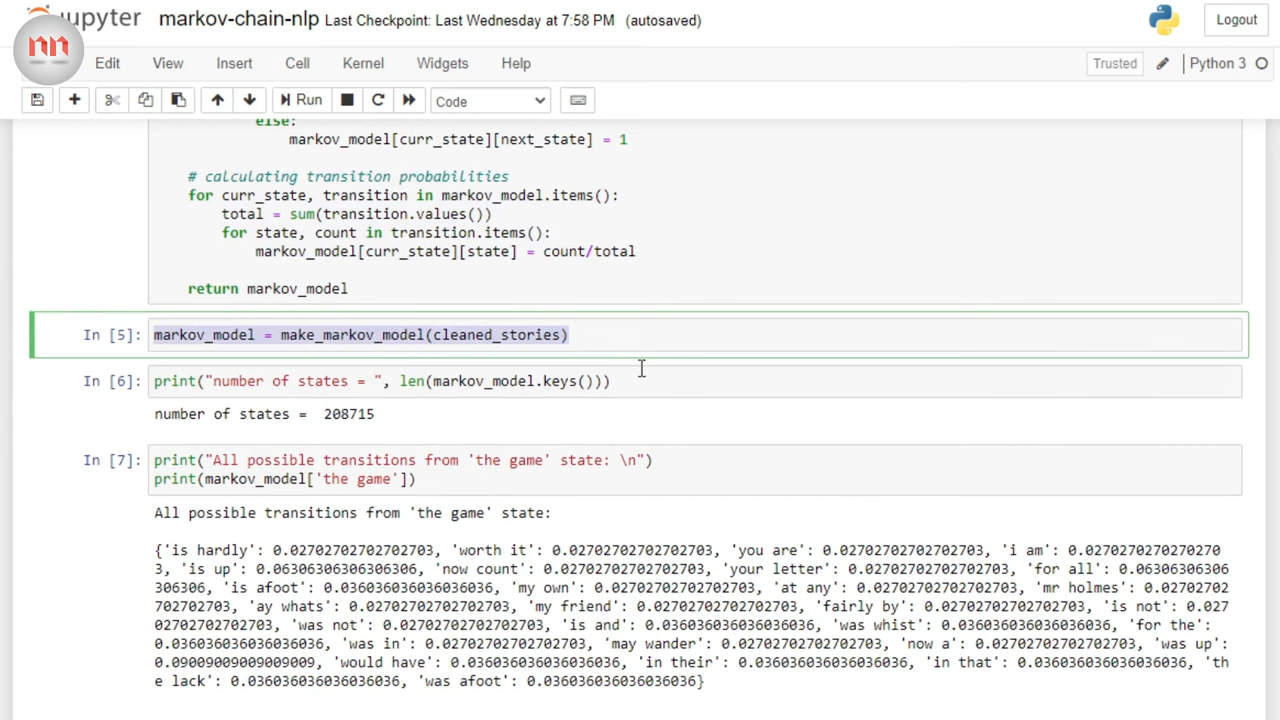 jupyter markov-chain-nlp Last Checkpoint: Last Wednesday at 7:58 PM (autosaved) Logout
nn
Edit View Insert Cell Kernel Widgets Help Trusted Python 3
Run Code
else:
markov_model[curr_state][next_state] = 1
# calculating transition probabilities
for curr_state, transition in markov_model.items():
total = sum(transition.values())
for state, count in transition.items():
markov_model[curr_state][state] = count/total
return markov_model
In [5]: markov_model = make_markov_model(cleaned_stories)
In [6]: print("number of states = ", len(markov_model.keys()))
number of states =  208715
In [7]: print("All possible transitions from 'the game' state: \n")
print(markov_model['the game'])
All possible transitions from 'the game' state:
{'is hardly': 0.02702702702702703, 'worth it': 0.02702702702702703, 'you are': 0.02702702702702703, 'i am': 0.0270270270270270
3, 'is up': 0.06306306306306306, 'now count': 0.02702702702702703, 'your letter': 0.02702702702702703, 'for all': 0.06306306306
306306, 'is afoot': 0.036036036036036036, 'my own': 0.02702702702702703, 'at any': 0.02702702702702703, 'mr holmes': 0.02702702
702702703, 'ay whats': 0.02702702702702703, 'my friend': 0.02702702702702703, 'fairly by': 0.02702702702702703, 'is not': 0.027
02702702702703, 'was not': 0.02702702702702703, 'is and': 0.036036036036036036, 'was whist': 0.036036036036036036, 'for the':
0.036036036036036036, 'was in': 0.02702702702702703, 'may wander': 0.02702702702702703, 'now a': 0.02702702702702703, 'was up':
0.09009009009009009, 'would have': 0.036036036036036036, 'in their': 0.036036036036036036, 'in that': 0.036036036036036036, 'th
e lack': 0.036036036036036036, 'was afoot': 0.036036036036036036}